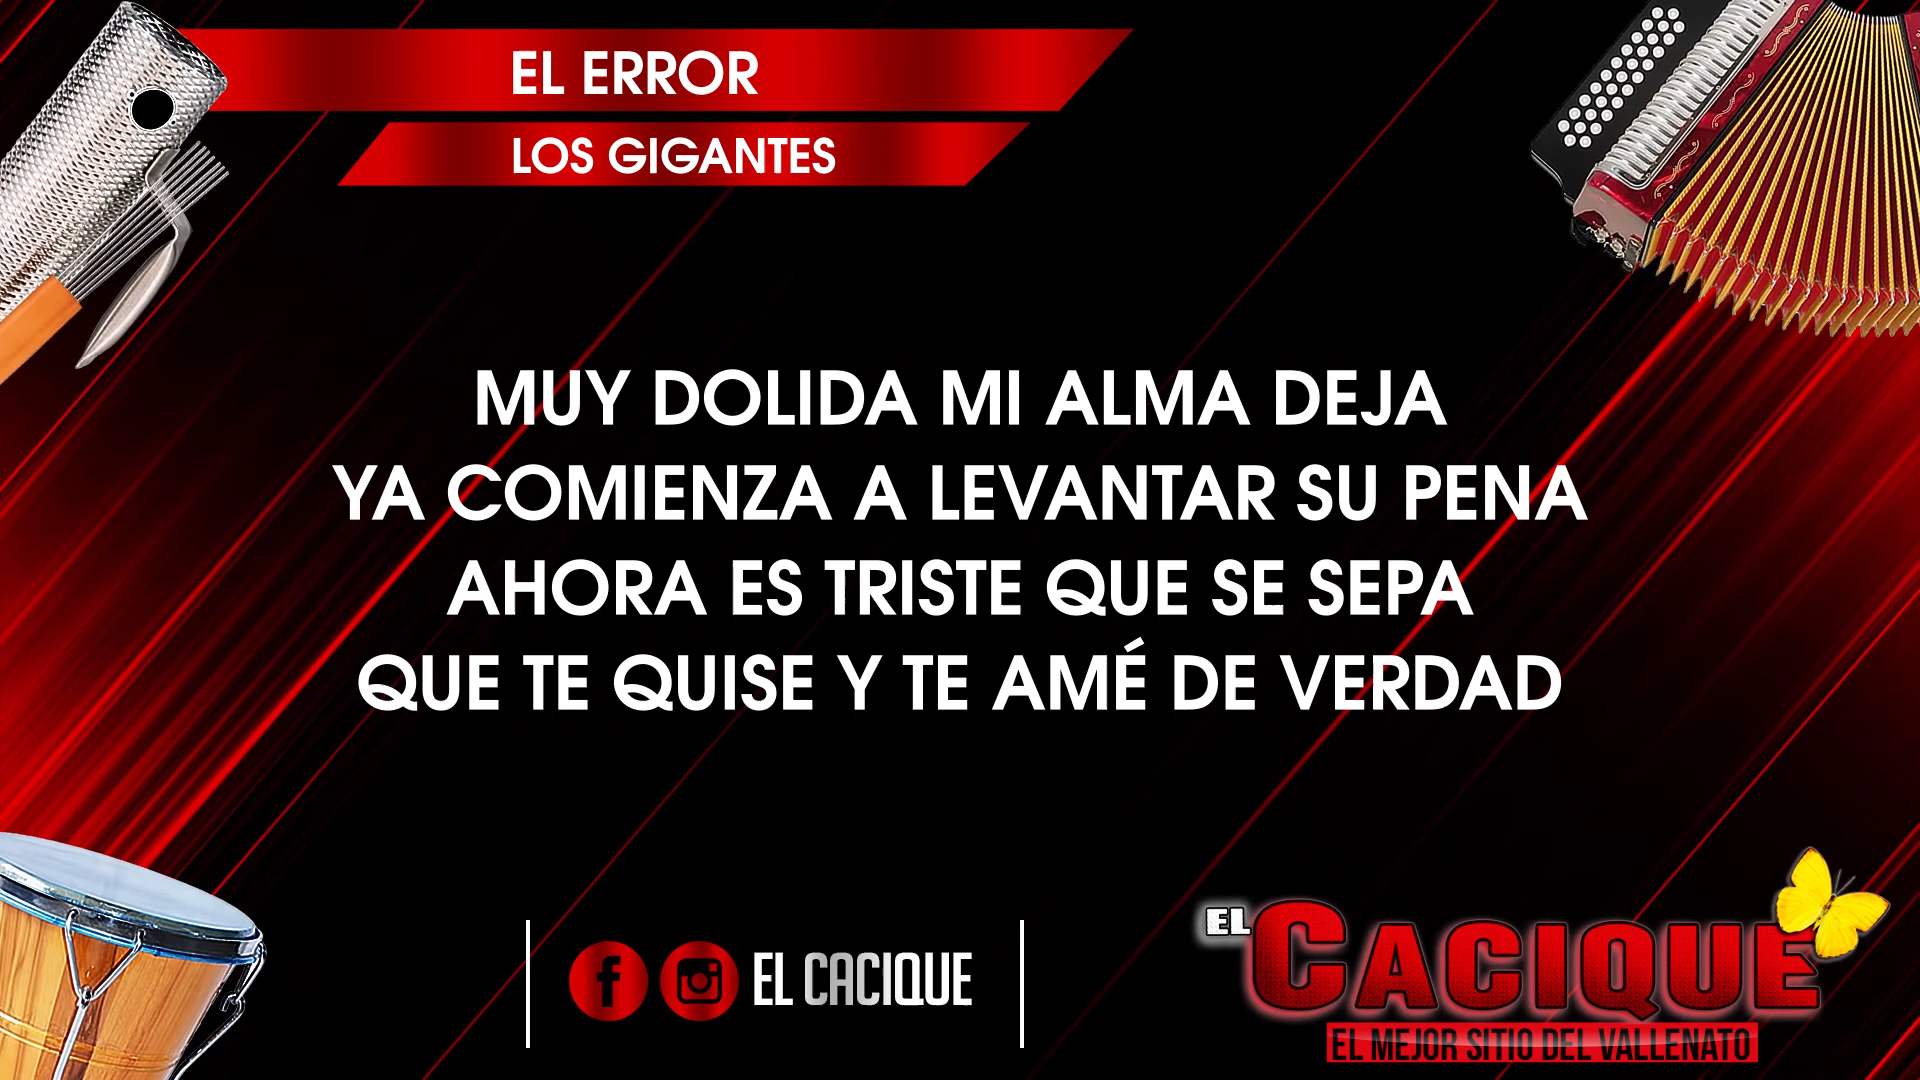 EL ERROR
LOS GIGANTES
MUY DOLIDA MI ALMA DEJA
YA COMIENZA A LEVANTAR SU PENA
AHORA ES TRISTE QUE SE SEPA
QUE TE QUISE Y TE AMÉ DE VERDAD
EL CACIQUE
EL CACIQUE
EL MEJOR SITIO DEL VALLENATO